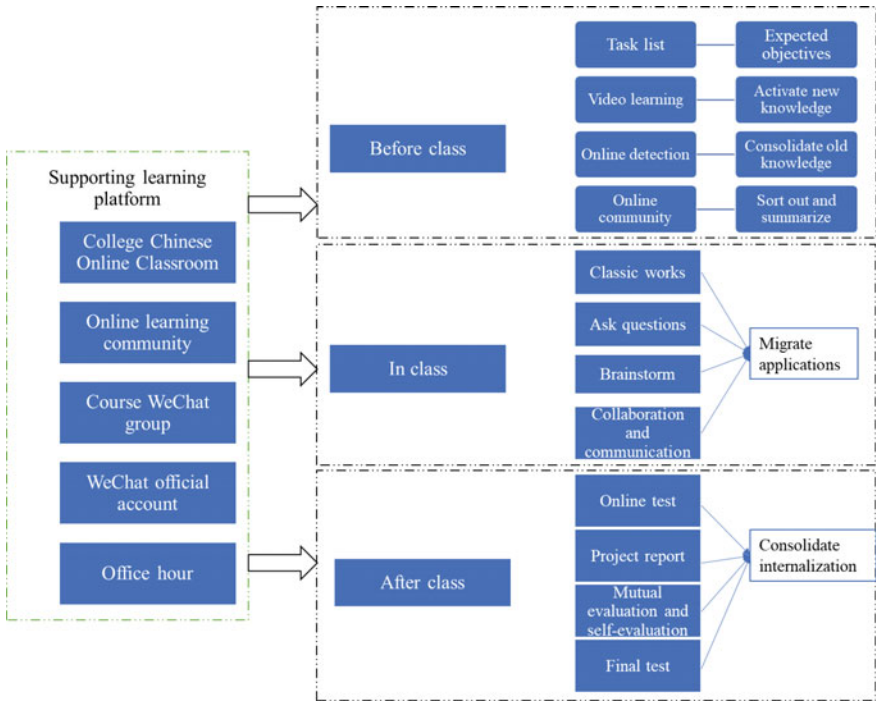 Supporting learning
platform
College Chinese
Online Classroom
Online learning
community
Course WeChat
group
WeChat official
account
Office hour
Before class
Task list
Expected
objectives
Video learning
Activate new
knowledge
Online detection
Consolidate old
knowledge
Online
community
Sort out and
summarize
In class
Classic works
Ask questions
Brainstorm
Collaboration
and
communication
Migrate
applications
After class
Online test
Project report
Mutual
evaluation and
self-evaluation
Final test
Consolidate
internalization